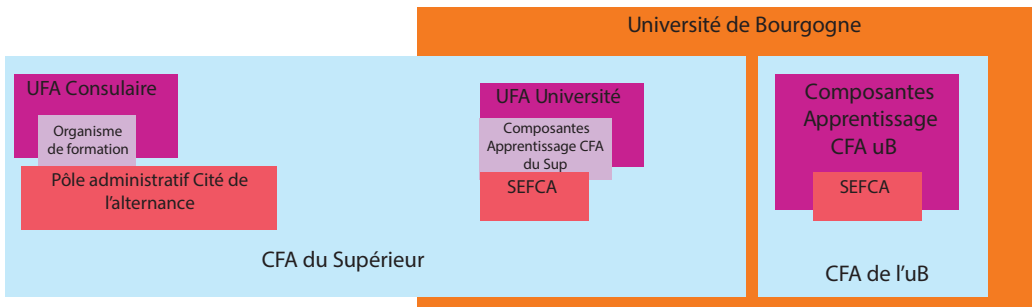 Université de Bourgogne
UFA Consulaire
Organisme
de formation
Pôle administratif Cité de
l'alternance
UFA Université
Composantes
Apprentissage CFA
du Sup
SEFCA
CFA du Supérieur
Composantes
Apprentissage
CFA uB
SEFCA
CFA de l'uB